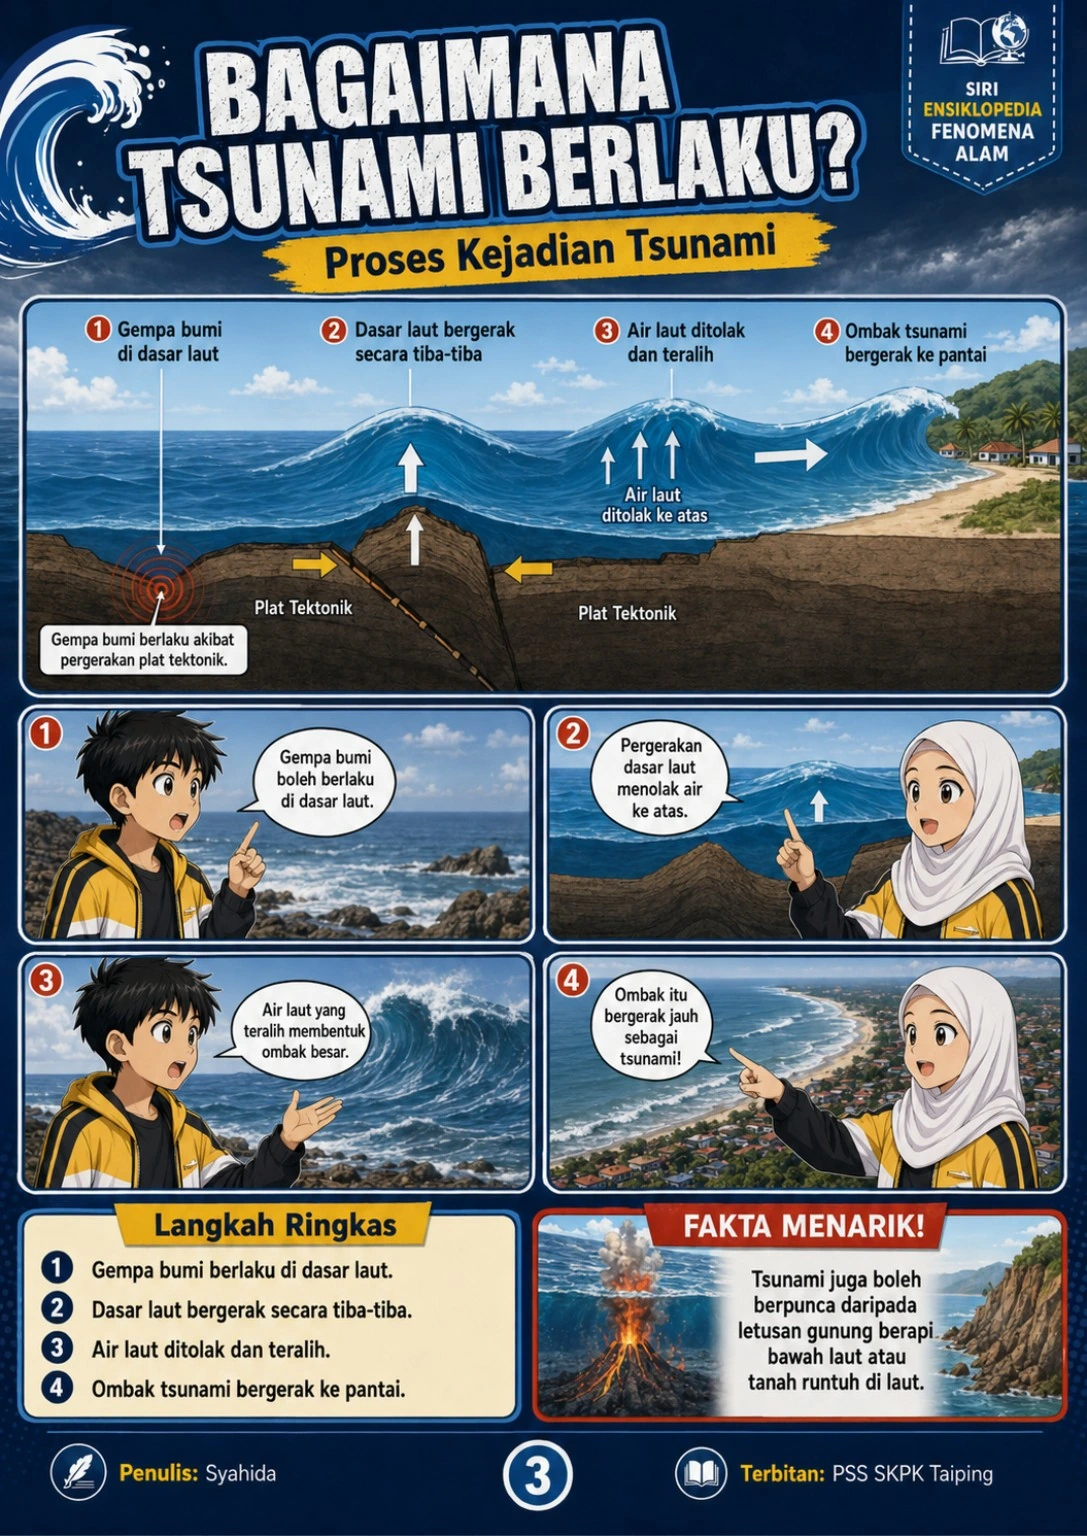 BAGAIMANA
TSUNAMI BERLAKU?
Proses Kejadian Tsunami
SIRI
ENSIKLOPEDIA
FENOMENA
ALAM
1 Gempa bumi
di dasar laut
2 Dasar laut bergerak
secara tiba-tiba
3 Air laut ditolak
dan teralih
4 Ombak tsunami
bergerak ke pantai
Air laut
ditolak ke atas
Plat Tektonik
Plat Tektonik
Gempa bumi berlaku akibat
pergerakan plat tektonik.
1
Gempa bumi
boleh berlaku
di dasar laut.
2
Pergerakan
dasar laut
menolak air
ke atas.
3
Air laut yang
teralih membentuk
ombak besar.
4
Ombak itu
bergerak jauh
sebagai
tsunami!
Langkah Ringkas
1 Gempa bumi berlaku di dasar laut.
2 Dasar laut bergerak secara tiba-tiba.
3 Air laut ditolak dan teralih.
4 Ombak tsunami bergerak ke pantai.
FAKTA MENARIK!
Tsunami juga boleh
berpunca daripada
letusan gunung berapi
bawah laut atau
tanah runtuh di laut.
Penulis: Syahida
3
Terbitan: PSS SKPK Taiping